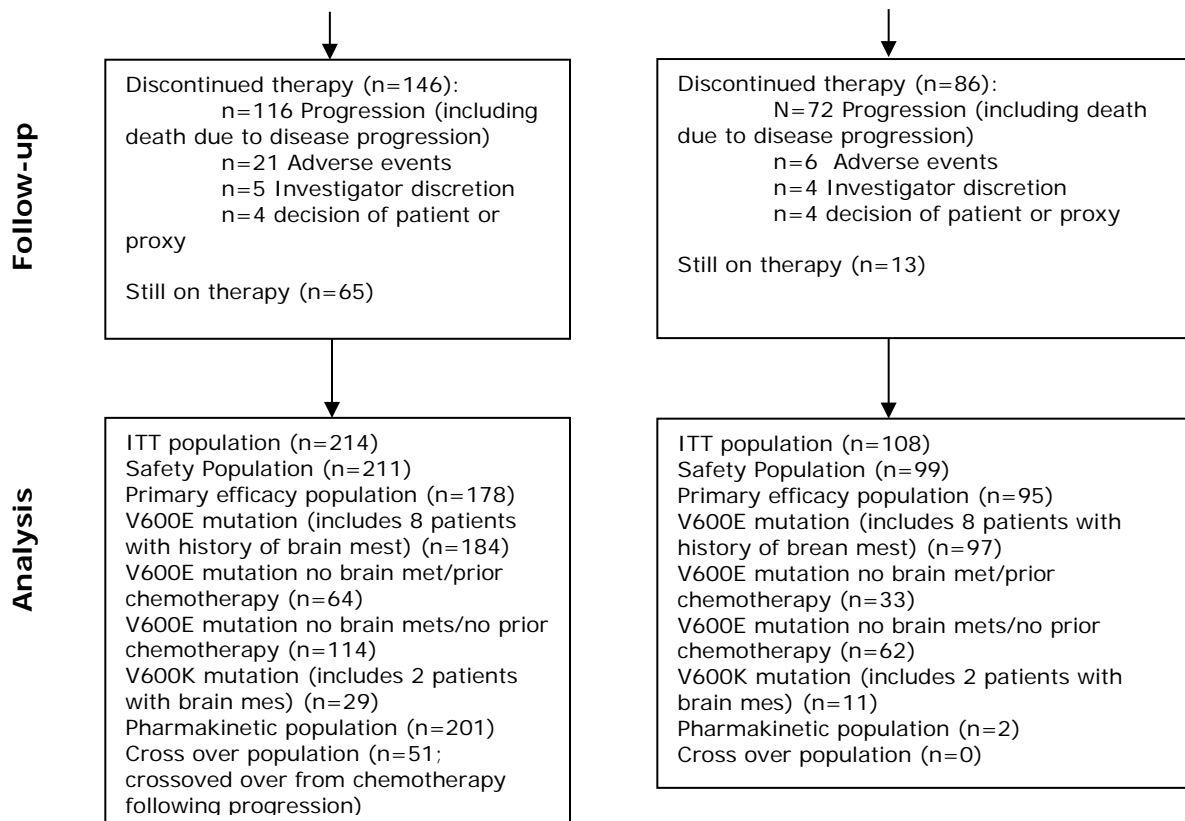 Follow-up
Discontinued therapy (n=146):
n=116 Progression (including
death due to disease progression)
n=21 Adverse events
n=5 Investigator discretion
n=4 decision of patient or
proxy
Still on therapy (n=65)
Discontinued therapy (n=86):
N=72 Progression (including death
due to disease progression)
n=6 Adverse events
n=4 Investigator discretion
n=4 decision of patient or proxy
Still on therapy (n=13)
Analysis
ITT population (n=214)
Safety Population (n=211)
Primary efficacy population (n=178)
V600E mutation (includes 8 patients
with history of brain mest) (n=184)
V600E mutation no brain met/prior
chemotherapy (n=64)
V600E mutation no brain mets/no prior
chemotherapy (n=114)
V600K mutation (includes 2 patients
with brain mes) (n=29)
Pharmakinetic population (n=201)
Cross over population (n=51;
crossoved over from chemotherapy
following progression)
ITT population (n=108)
Safety Population (n=99)
Primary efficacy population (n=95)
V600E mutation (includes 8 patients with
history of brean mest) (n=97)
V600E mutation no brain met/prior
chemotherapy (n=33)
V600E mutation no brain mets/no prior
chemotherapy (n=62)
V600K mutation (includes 2 patients with
brain mes) (n=11)
Pharmakinetic population (n=2)
Cross over population (n=0)